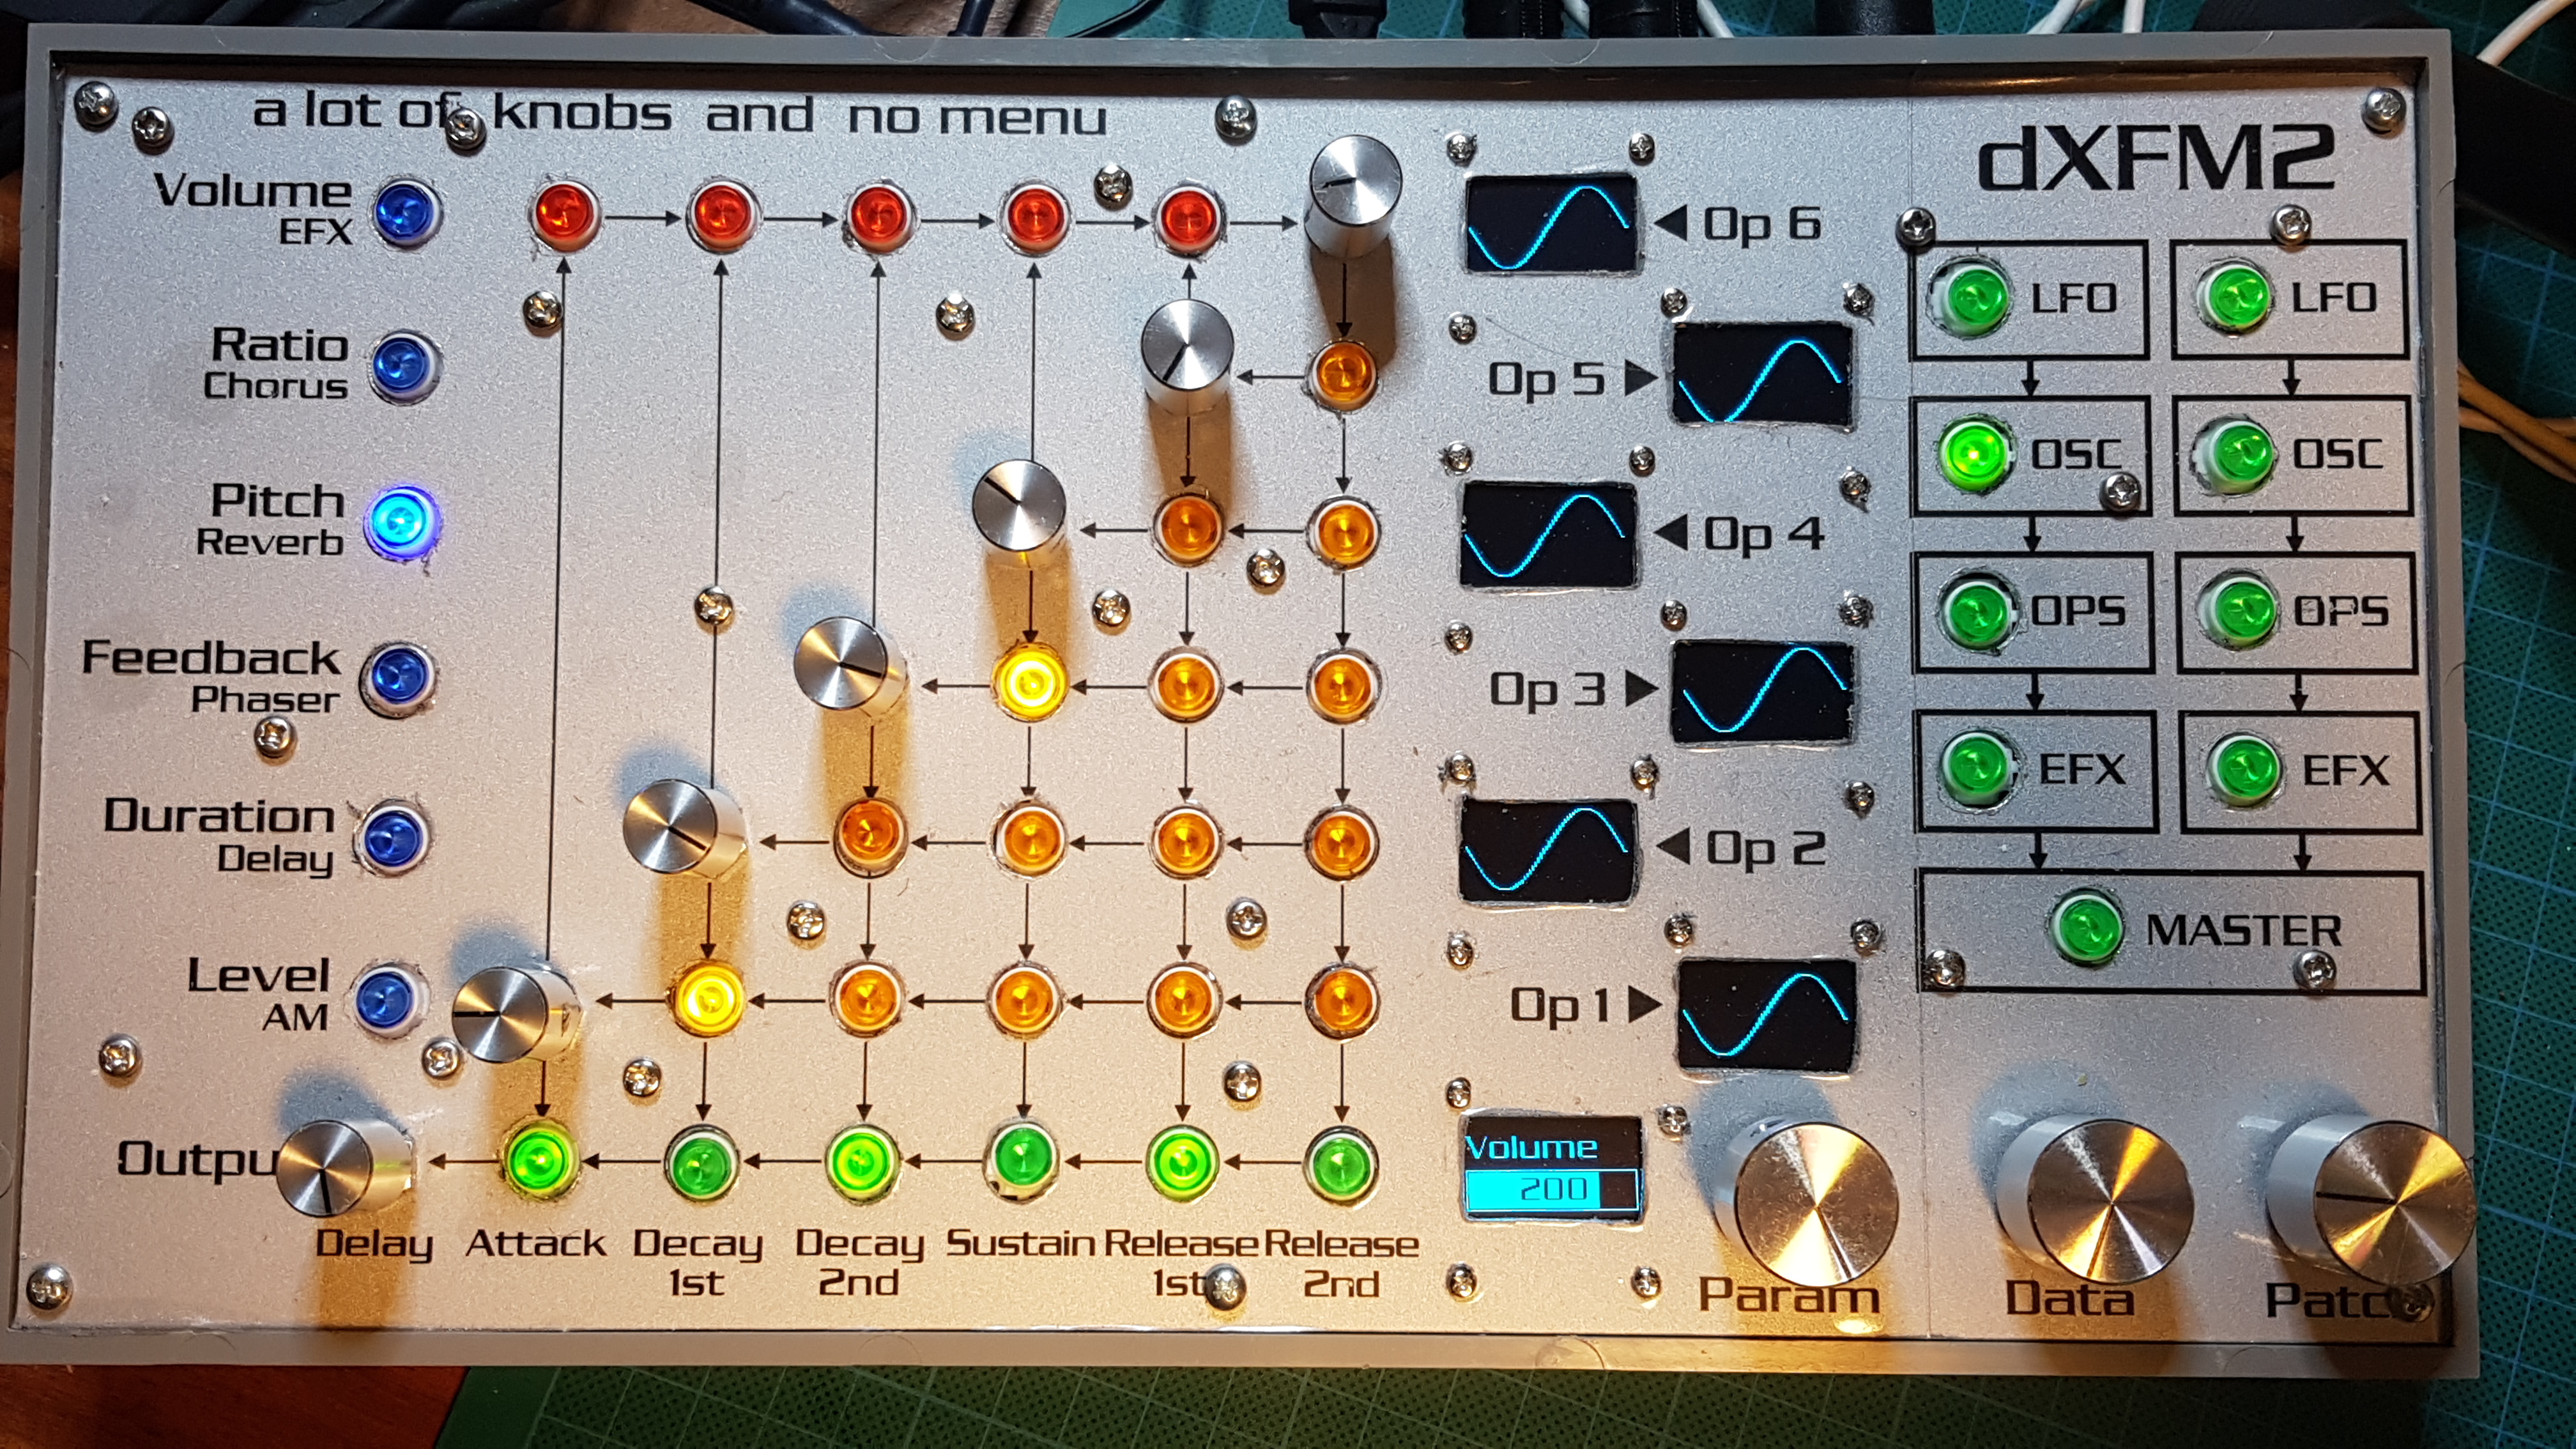 a lot of knobs and no menu
dXFM2
Volume
EFX
Ratio
Chorus
Pitch
Reverb
Feedback
Phaser
Duration
Delay
Level
AM
Output
Delay Attack Decay Decay Sustain Release Release
1st 2nd 1st 2nd
Op 6
Op 5
Op 4
Op 3
Op 2
Op 1
Volume
200
LFO LFO
OSC OSC
OPS OPS
EFX EFX
MASTER
Param Data Patc